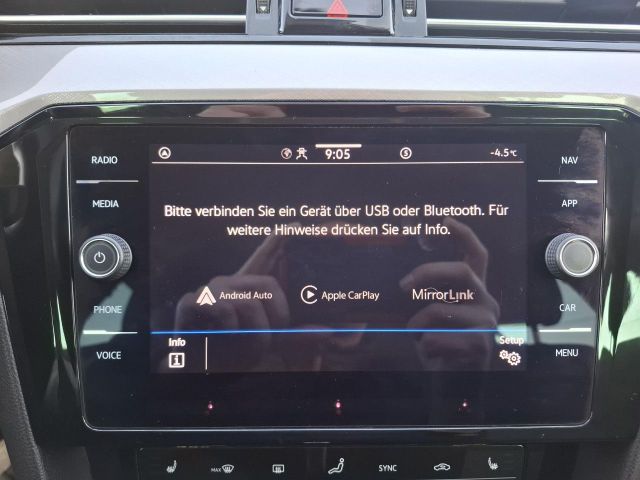 RADIO
MEDIA
PHONE
VOICE
9:05
S
-4.5°C
Bitte verbinden Sie ein Gerät über USB oder Bluetooth. Für
weitere Hinweise drücken Sie auf Info.
Android Auto
Apple CarPlay
MirrorLink
Info
Setup
NAV
APP
CAR
MENU
MAX
SYNC